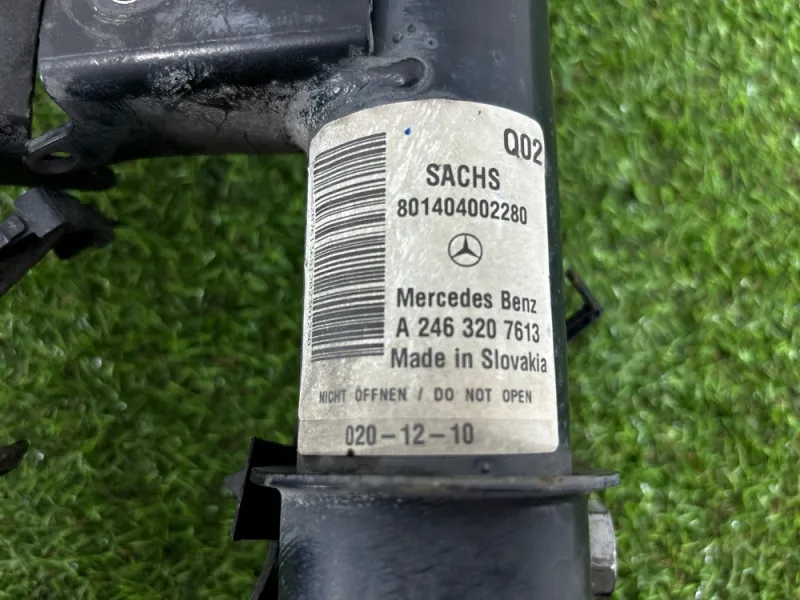 Q02
SACHS
801404002280
Mercedes Benz
A 246 320 7613
Made in Slovakia
NICHT ÖFFNEN / DO NOT OPEN
020-12-10